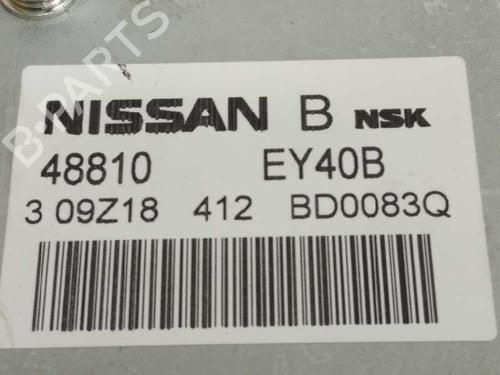 NISSAN B NSK
48810 EY40B
3 09Z18 412 BD0083Q
B-PARTS